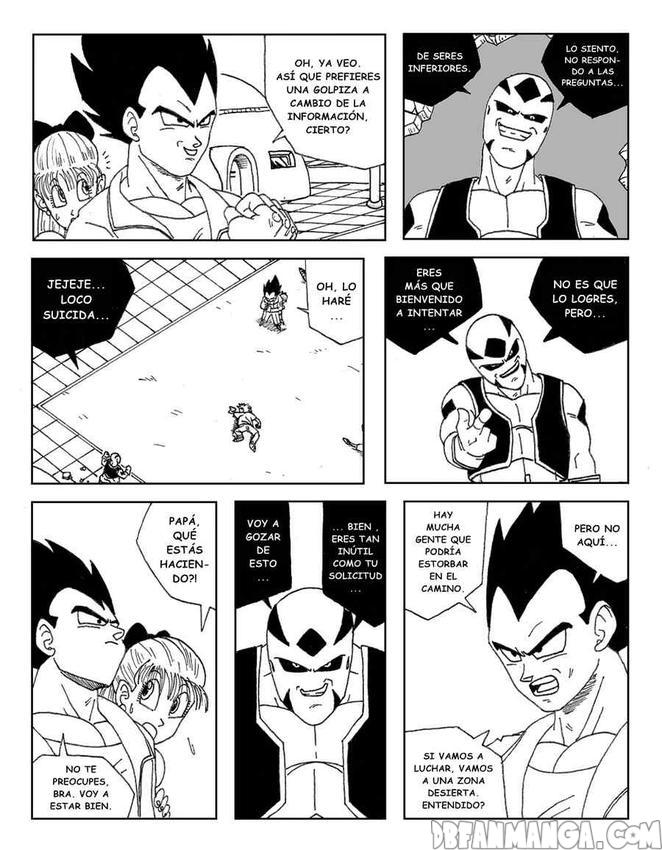 LO SIENTO,
NO RESPON-
DO A LAS
PREGUNTAS...
DE SERES
INFERIORES.
OH, YA VEO.
ASÍ QUE PREFIERES
UNA GOLPIZA A
CAMBIO DE LA
INFORMACIÓN,
CIERTO?
NO ES QUE
LO LOGRES,
PERO...
ERES
MÁS QUE
BIENVENIDO
A INTENTAR
...
OH, LO
HARÉ
...
JEJEJE...
LOCO
SUICIDA...
PERO NO
AQUÍ...
HAY
MUCHA
GENTE QUE
PODRÍA
ESTORBAR
EN EL
CAMINO.
SI VAMOS A
LUCHAR, VAMOS
A UNA ZONA
DESIERTA.
ENTENDIDO?
... BIEN ,
ERES TAN
INÚTIL
COMO TU
SOLICITUD
...
VOY A
GOZAR
DE
ESTO
...
PAPÁ,
QUÉ
ESTÁS
HACIEN-
DO?!
NO TE
PREOCUPES,
BRA. VOY A
ESTAR BIEN.
DBFANMANGA.COM